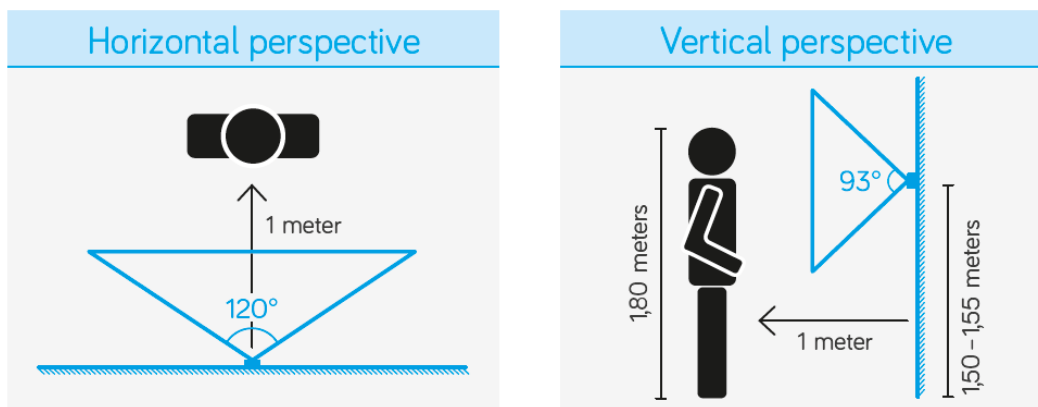 Horizontal perspective
1 meter
120°
Vertical perspective
1,80 meters
93°
1 meter
1,50 - 1,55 meters